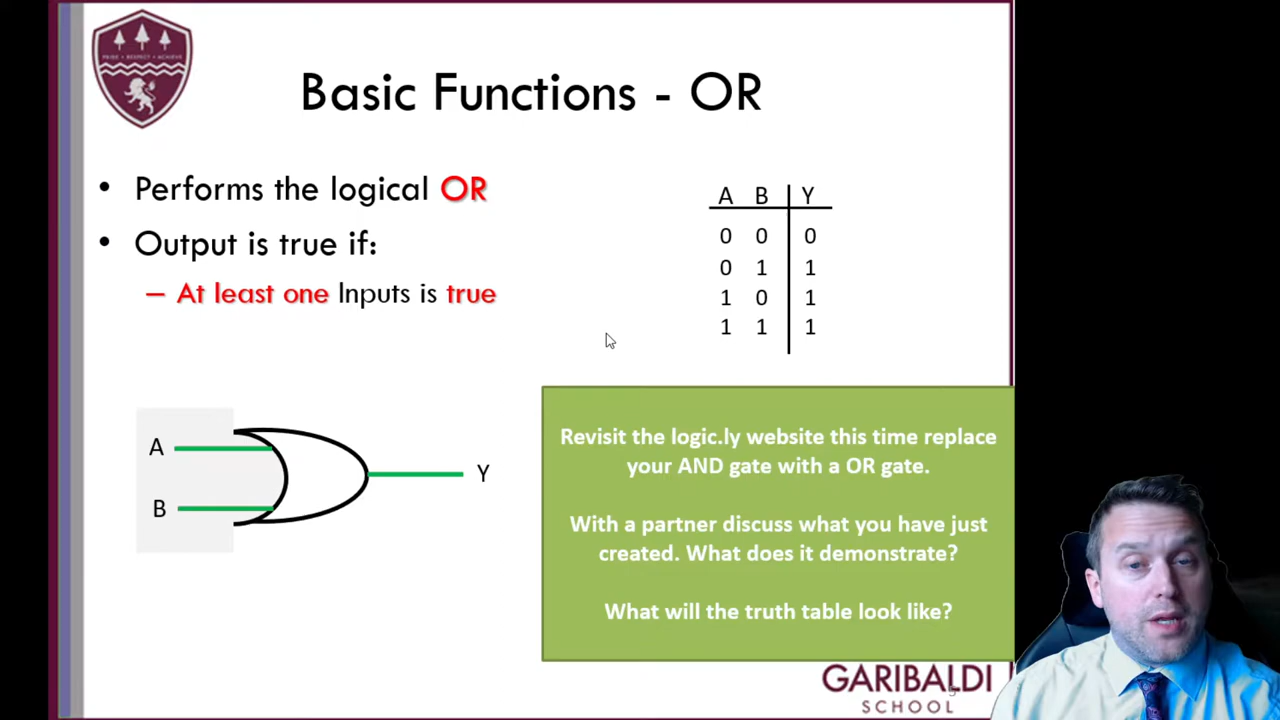 PRIDE • RESPECT • ACHIEVE
Basic Functions - OR
• Performs the logical OR
• Output is true if:
– At least one Inputs is true
A B Y
0 0 0
0 1 1
1 0 1
1 1 1
A
B
Y
Revisit the logic.ly website this time replace
your AND gate with a OR gate.
With a partner discuss what you have just
created. What does it demonstrate?
What will the truth table look like?
GARIBALDI
SCHOOL